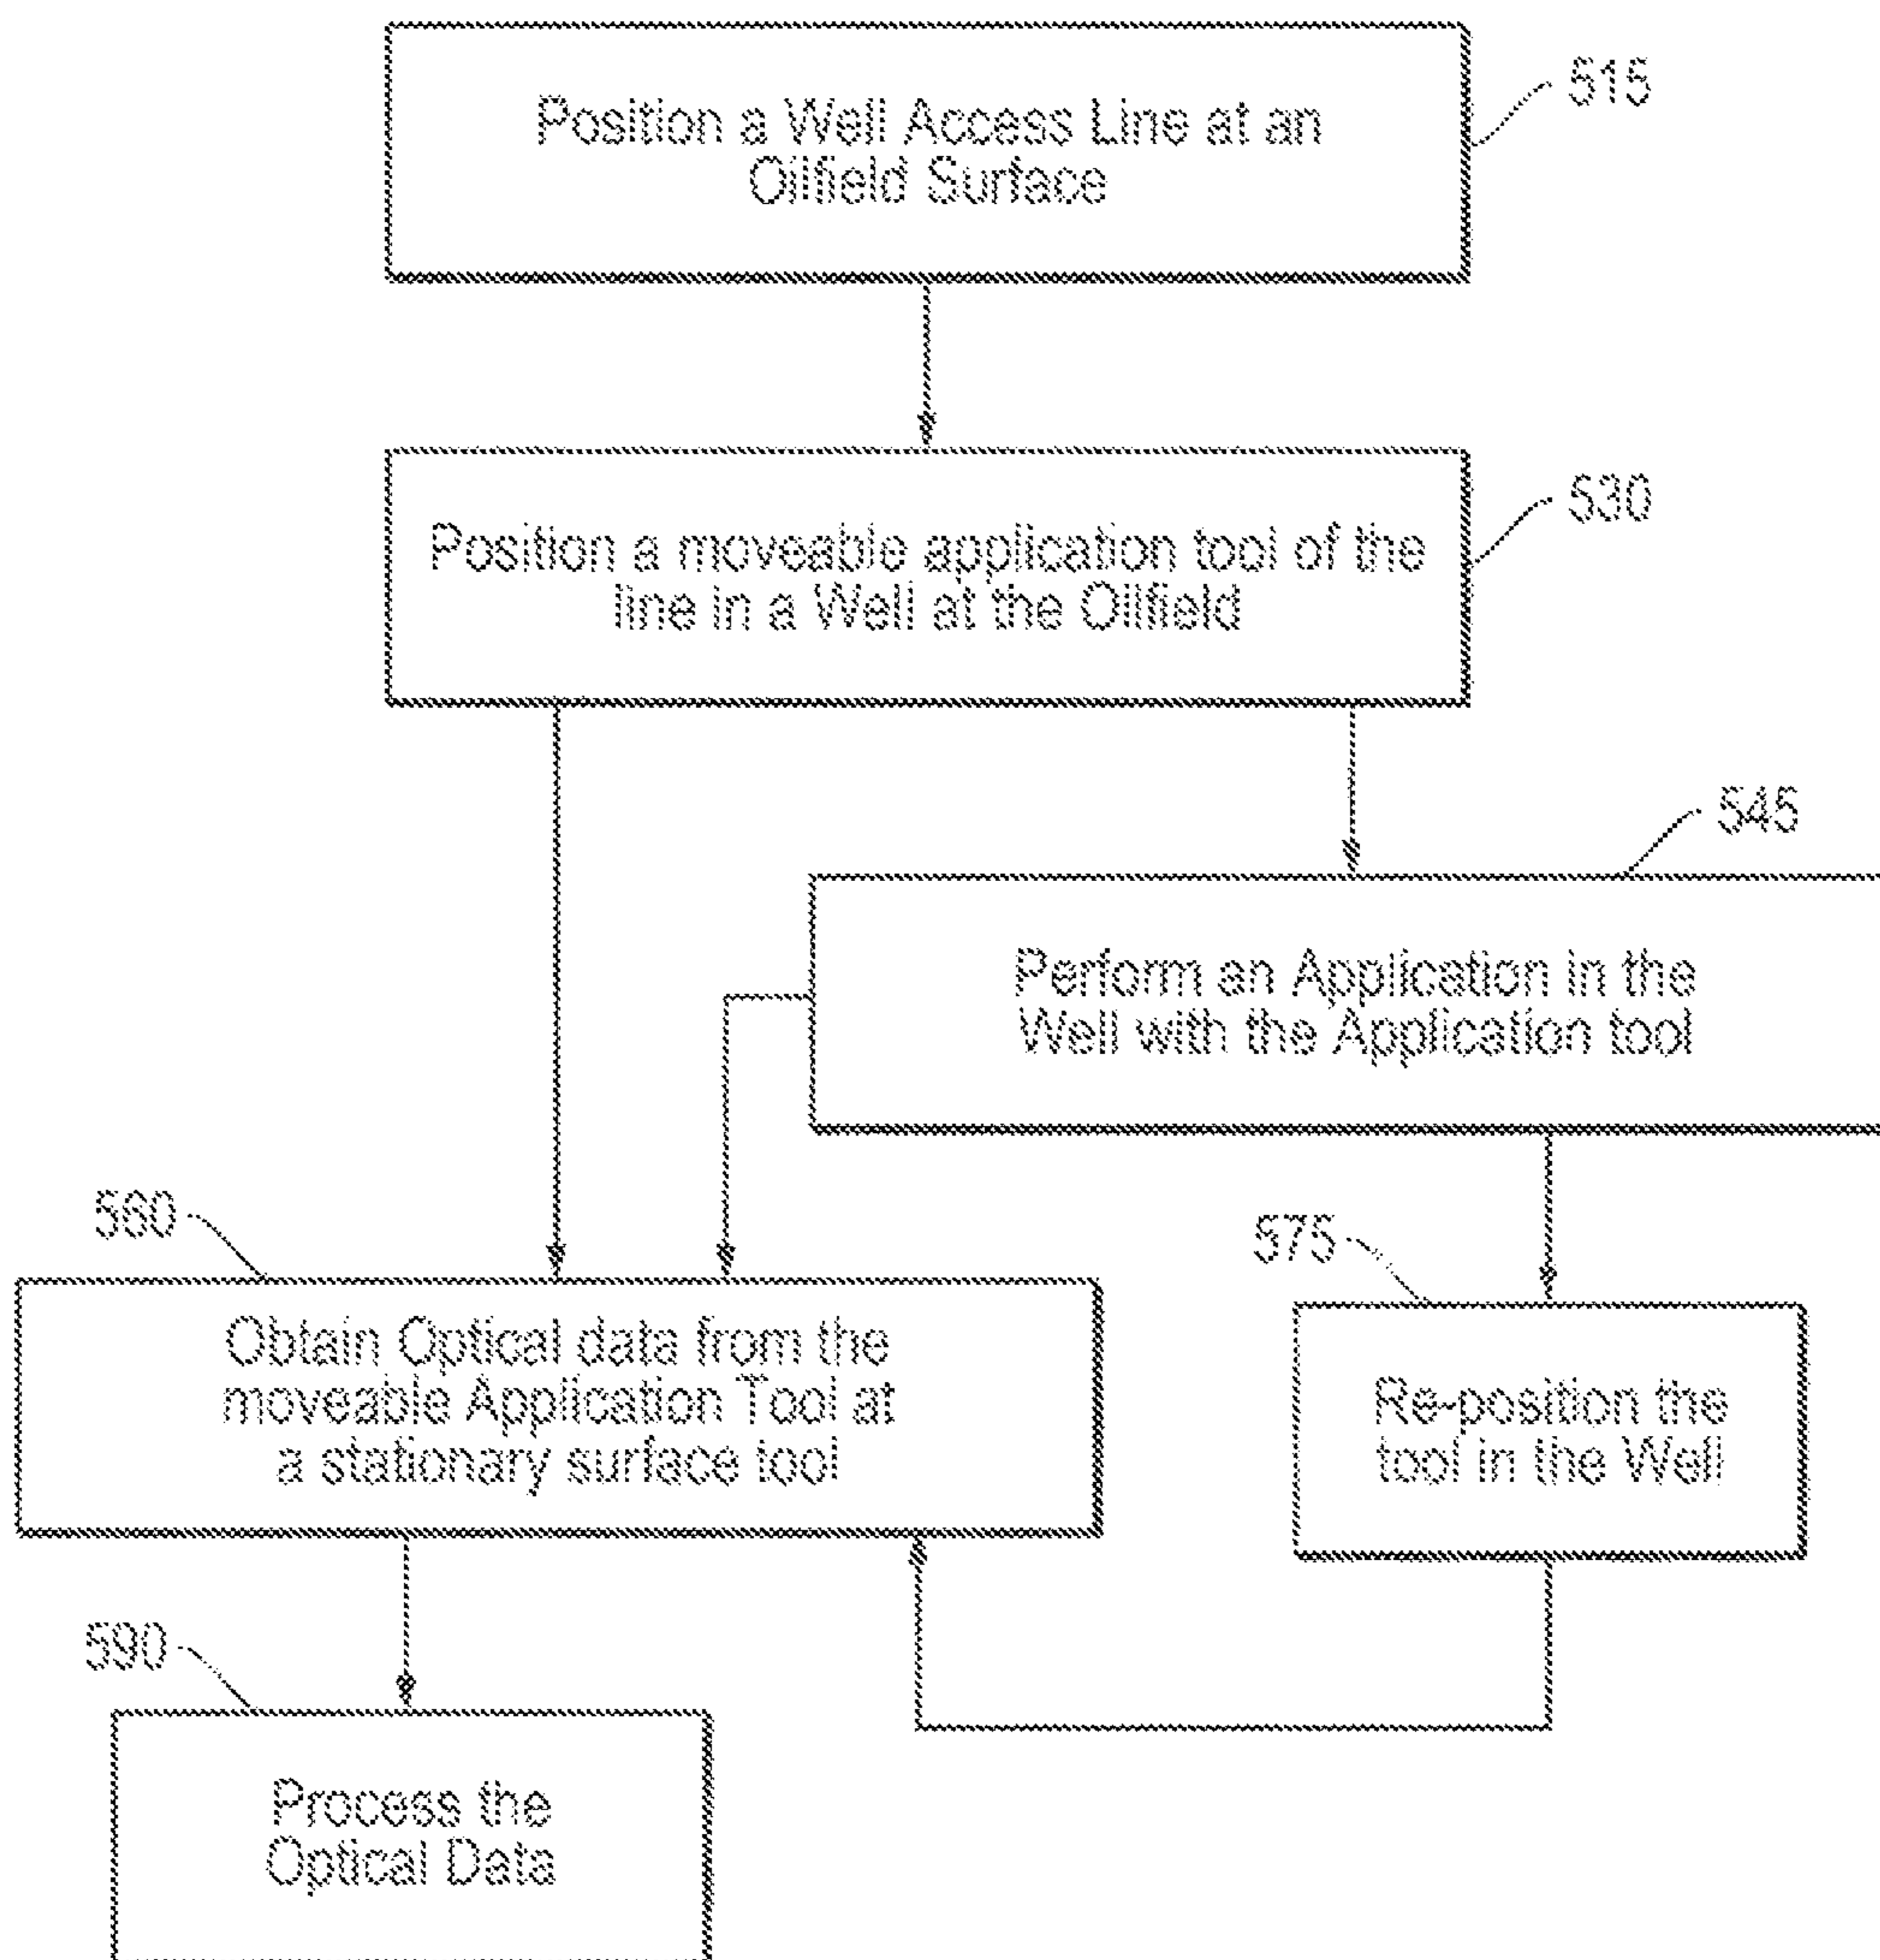 515
Position a Well Access Line at an
Oilfield Surface
530
Position a moveable application tool of the
line in a Well at the Oilfield
545
Perform an Application in the
Well with the Application tool
560
575
Obtain Optical data from the
moveable Application Tool at
a stationary surface tool
Re-position the
tool in the Well
590
Process the
Optical Data